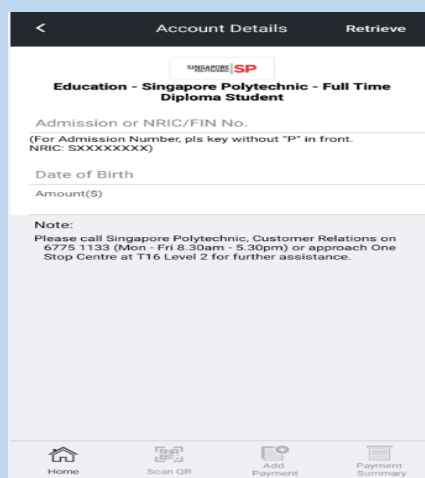 < Account Details Retrieve
SINGAPORE POLYTECHNIC SP
Education - Singapore Polytechnic - Full Time
Diploma Student
Admission or NRIC/FIN No.
(For Admission Number, pls key without "P" in front.
NRIC: SXXXXXXXX)
Date of Birth
Amount($)
Note:
Please call Singapore Polytechnic, Customer Relations on
6775 1133 (Mon - Fri 8.30am - 5.30pm) or approach One
Stop Centre at T16 Level 2 for further assistance.
Home Scan QR Add Payment Payment Summary